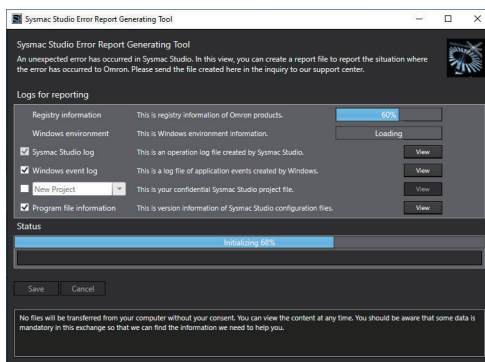 Sysmac Studio Error Report Generating Tool
Sysmac Studio Error Report Generating Tool
An unexpected error has occurred in Sysmac Studio. In this view, you can create a report file to report the situation where
the error has occurred to Omron. Please send the file created here in the inquiry to our support center.
Logs for reporting
Registry information This is registry information of Omron products. 60%
Windows environment This is Windows environment information. Loading
Sysmac Studio log This is an operation log file created by Sysmac Studio. View
Windows event log This is a log file of application events created by Windows. View
New Project This is your confidential Sysmac Studio project file. View
Program file information This is version information of Sysmac Studio configuration files. View
Status
Initializing 68%
Save Cancel
No files will be transferred from your computer without your consent. You can view the content at any time. You should be aware that some data is
mandatory in this exchange so that we can find the information we need to help you.